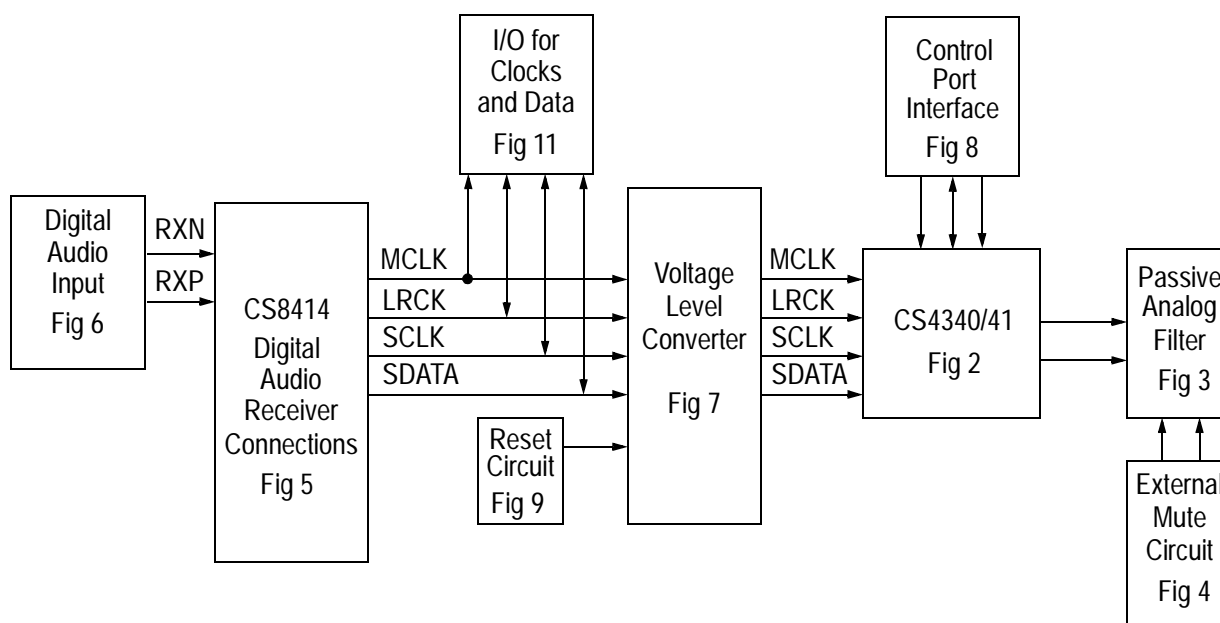 I/O for
Clocks
and Data
Fig 11
Control
Port
Interface
Fig 8
Digital
Audio
Input
Fig 6
RXN
RXP
CS8414
Digital
Audio
Receiver
Connections
Fig 5
MCLK
LRCK
SCLK
SDATA
Reset
Circuit
Fig 9
Voltage
Level
Converter
Fig 7
MCLK
LRCK
SCLK
SDATA
CS4340/41
Fig 2
Passive
Analog
Filter
Fig 3
External
Mute
Circuit
Fig 4